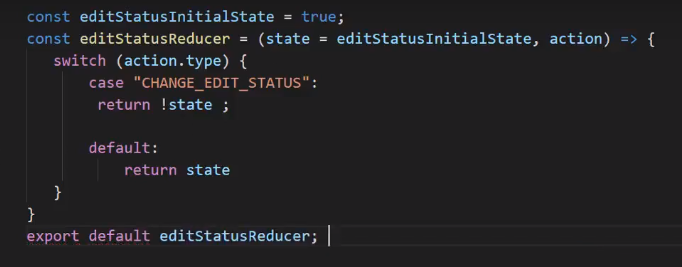 const editStatusInitialState = true;
const editStatusReducer = (state = editStatusInitialState, action) => {
switch (action.type) {
case "CHANGE_EDIT_STATUS":
return !state ;
default:
return state
}
}
export default editStatusReducer;